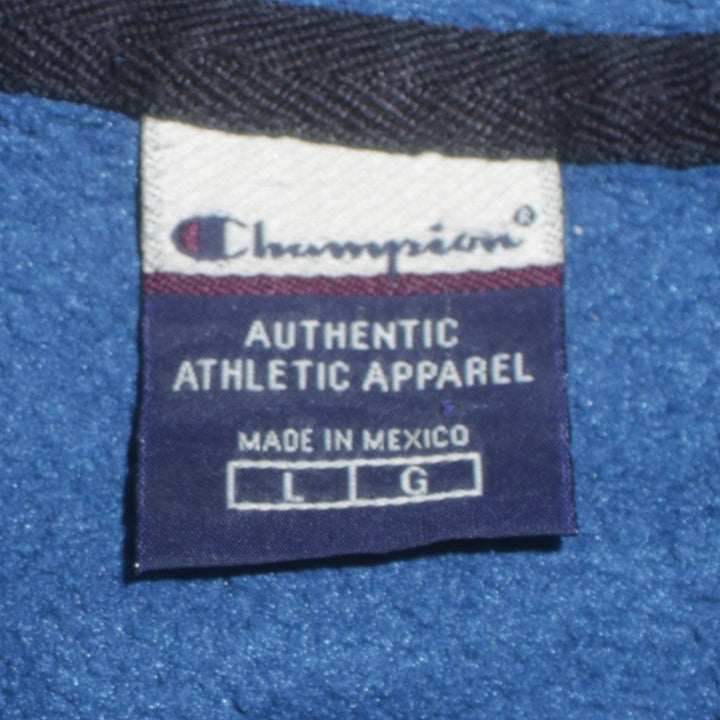 Champion®
AUTHENTIC
ATHLETIC APPAREL
MADE IN MEXICO
L G